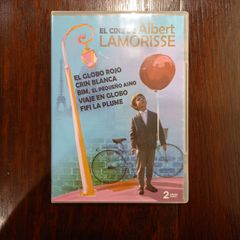 EL CINE DE Albert
LAMORISSE
EL GLOBO ROJO
CRIN BLANCA
BIM, EL PEQUEÑO ASNO
VIAJE EN GLOBO
FIFI LA PLUME
2 DVD